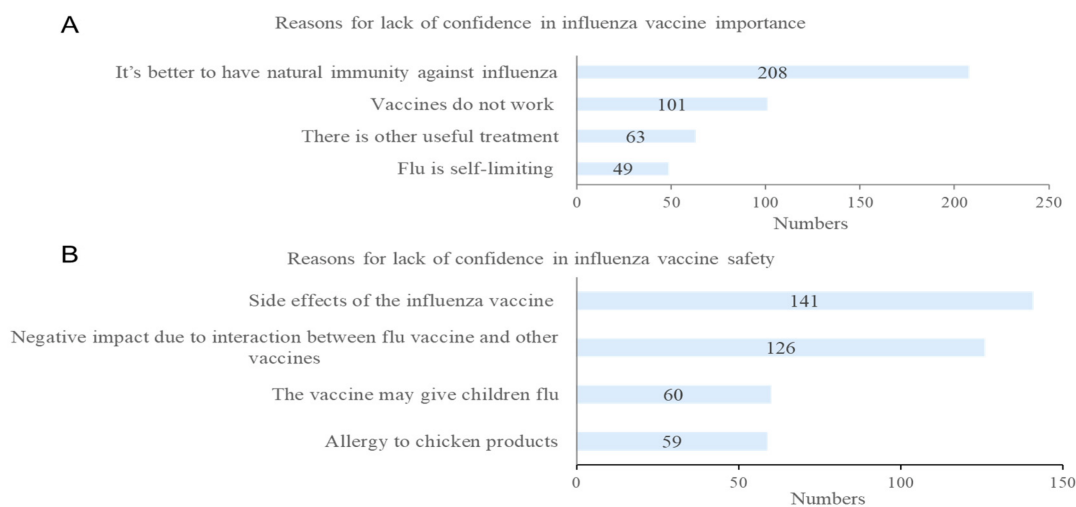 A
Reasons for lack of confidence in influenza vaccine importance
It's better to have natural immunity against influenza
208
Vaccines do not work
101
There is other useful treatment
63
Flu is self-limiting
49
0 50 100 150 200 250
Numbers
B
Reasons for lack of confidence in influenza vaccine safety
Side effects of the influenza vaccine
141
Negative impact due to interaction between flu vaccine and other
vaccines
126
The vaccine may give children flu
60
Allergy to chicken products
59
0 50 100 150
Numbers